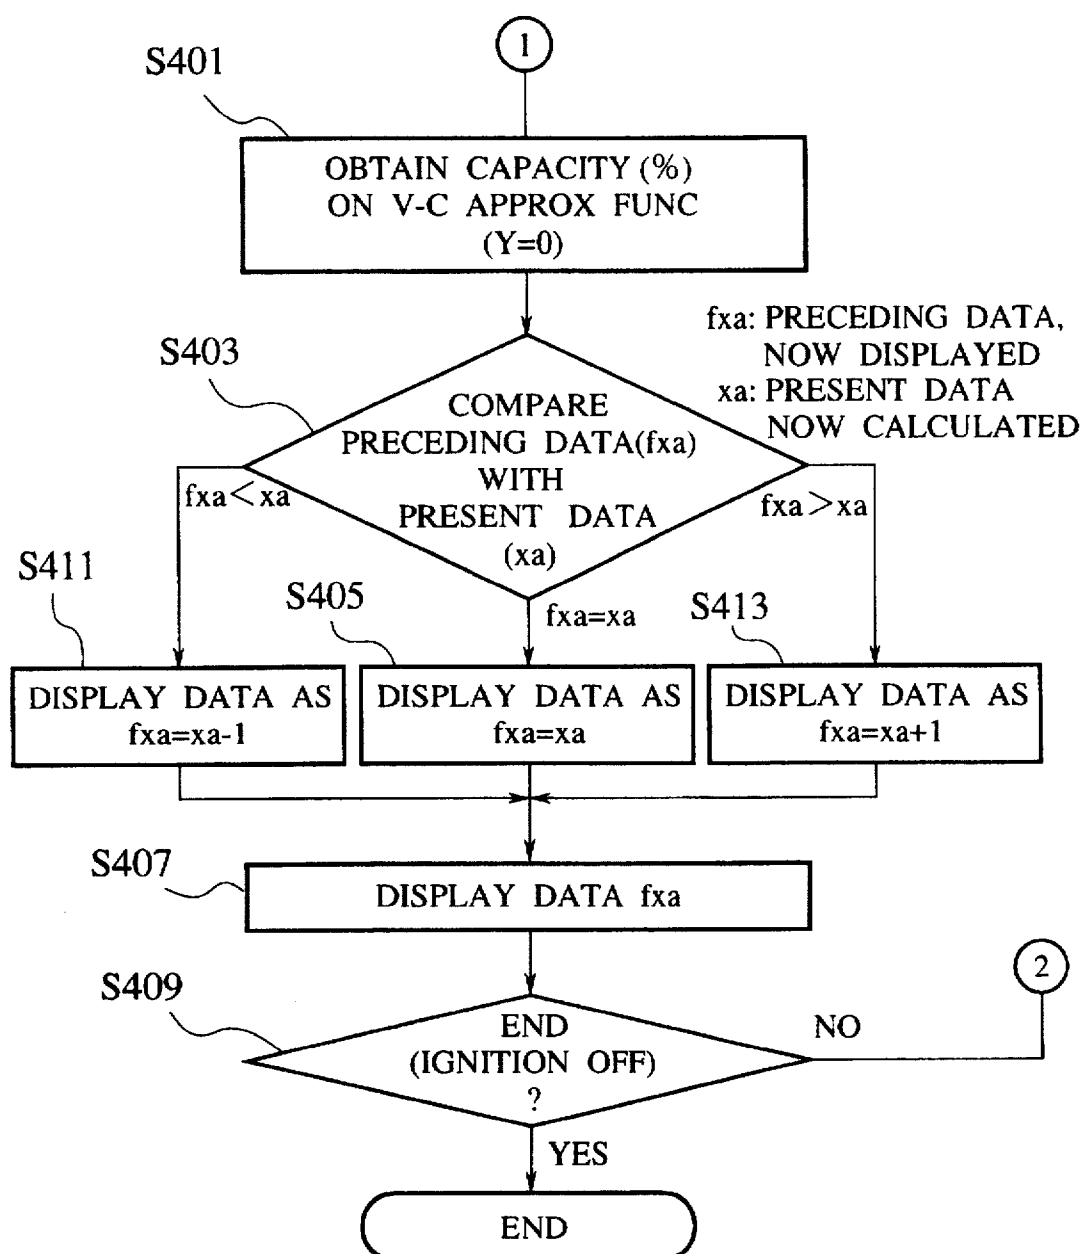 1
S401
OBTAIN CAPACITY (%)
ON V-C APPROX FUNC
(Y=0)
fxa: PRECEDING DATA,
NOW DISPLAYED
xa: PRESENT DATA
NOW CALCULATED
S403
COMPARE
PRECEDING DATA(fxa)
WITH
PRESENT DATA
(xa)
fxa<xa
fxa>xa
fxa=xa
S411
DISPLAY DATA AS
fxa=xa-1
S405
DISPLAY DATA AS
fxa=xa
S413
DISPLAY DATA AS
fxa=xa+1
S407
DISPLAY DATA fxa
S409
END
(IGNITION OFF)
?
NO
2
YES
END